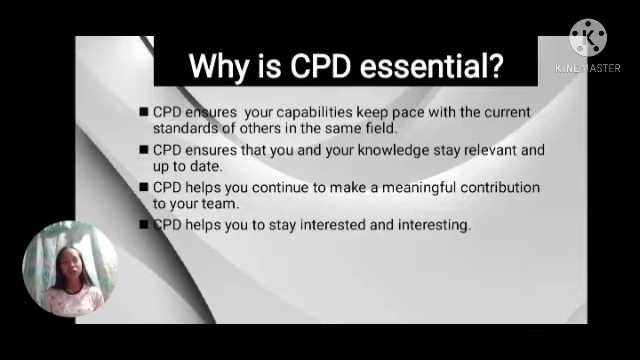 Why is CPD essential?
K
KINEMASTER
■ CPD ensures your capabilities keep pace with the current
standards of others in the same field.
■ CPD ensures that you and your knowledge stay relevant and
up to date.
■ CPD helps you continue to make a meaningful contribution
to your team.
■ CPD helps you to stay interested and interesting.